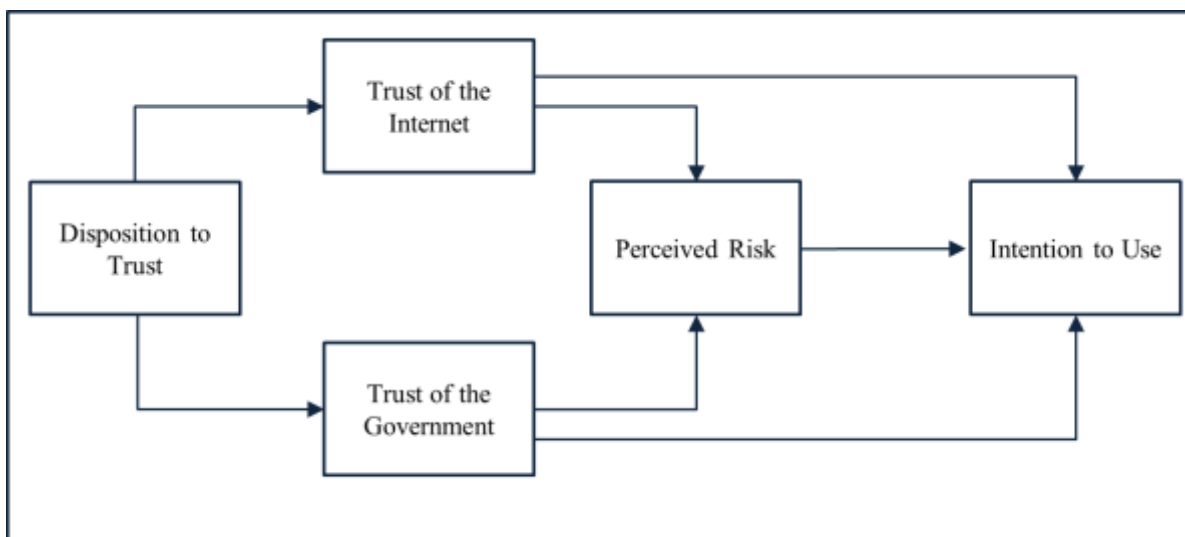 Trust of the
Internet
Disposition to
Trust
Perceived Risk
Intention to Use
Trust of the
Government